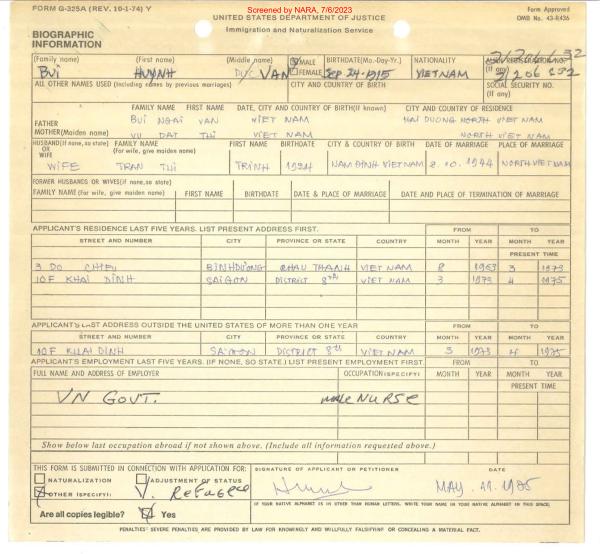 Screened by NARA, 7/6/2023
FORM G-325A (REV. 10-1-74) Y
Form Approved
UNITED STATES DEPARTMENT OF JUSTICE
OMB No. 43-R436
Immigration and Naturalization Service
BIOGRAPHIC INFORMATION
(Family name) (First name) (Middle name) MALE FEMALE BIRTHDATE(Mo.-Day-Yr.) NATIONALITY ALIEN REGISTRATION NO. (If any)
BUI HUYNH DUC VAN SEP 24-1915 VIETNAM 31 206 132
ALL OTHER NAMES USED (Including names by previous marriages) CITY AND COUNTRY OF BIRTH SOCIAL SECURITY NO. (If any)
FAMILY NAME FIRST NAME DATE, CITY AND COUNTRY OF BIRTH(If known) CITY AND COUNTRY OF RESIDENCE
FATHER BUI NGAI VAN VIET NAM HAI DUONG NORTH VIETNAM
MOTHER(Maiden name) VU DAT THI VIET NAM NORTH VIETNAM
HUSBAND(If none, so state) OR WIFE FAMILY NAME (For wife, give maiden name) FIRST NAME BIRTHDATE CITY & COUNTRY OF BIRTH DATE OF MARRIAGE PLACE OF MARRIAGE
WIFE TRAN THI TRINH 1924 NAM DINH VIETNAM 2.10.1944 NORTH VIETNAM
FORMER HUSBANDS OR WIVES(If none, so state)
FAMILY NAME (For wife, give maiden name) FIRST NAME BIRTHDATE DATE & PLACE OF MARRIAGE DATE AND PLACE OF TERMINATION OF MARRIAGE
APPLICANT'S RESIDENCE LAST FIVE YEARS. LIST PRESENT ADDRESS FIRST. FROM TO
STREET AND NUMBER CITY PROVINCE OR STATE COUNTRY MONTH YEAR MONTH YEAR
PRESENT TIME
3 DO CHIEU BINHDUONG CHAU THANH VIET NAM 8 1963 3 1973
10F KHAI DINH SAIGON DISTRICT 8TH VIET NAM 3 1973 4 1975
APPLICANT'S LAST ADDRESS OUTSIDE THE UNITED STATES OF MORE THAN ONE YEAR FROM TO
STREET AND NUMBER CITY PROVINCE OR STATE COUNTRY MONTH YEAR MONTH YEAR
10F KHAI DINH SAIGON DISTRICT 8th VIETNAM 3 1973 4 1975
APPLICANT'S EMPLOYMENT LAST FIVE YEARS. (IF NONE, SO STATE.) LIST PRESENT EMPLOYMENT FIRST. FROM TO
FULL NAME AND ADDRESS OF EMPLOYER OCCUPATION(SPECIFY) MONTH YEAR MONTH YEAR
PRESENT TIME
VN GOVT. male NURSE
Show below last occupation abroad if not shown above. (Include all information requested above.)
THIS FORM IS SUBMITTED IN CONNECTION WITH APPLICATION FOR: SIGNATURE OF APPLICANT OR PETITIONER DATE
NATURALIZATION ADJUSTMENT OF STATUS
OTHER (SPECIFY): V. Refugee MAY. 11. 1975
Are all copies legible? Yes
(IF YOUR NATIVE ALPHABET IS IN OTHER THAN ROMAN LETTERS, WRITE YOUR NAME IN YOUR NATIVE ALPHABET IN THIS SPACE)
PENALTIES: SEVERE PENALTIES ARE PROVIDED BY LAW FOR KNOWINGLY AND WILLFULLY FALSIFYING OR CONCEALING A MATERIAL FACT.